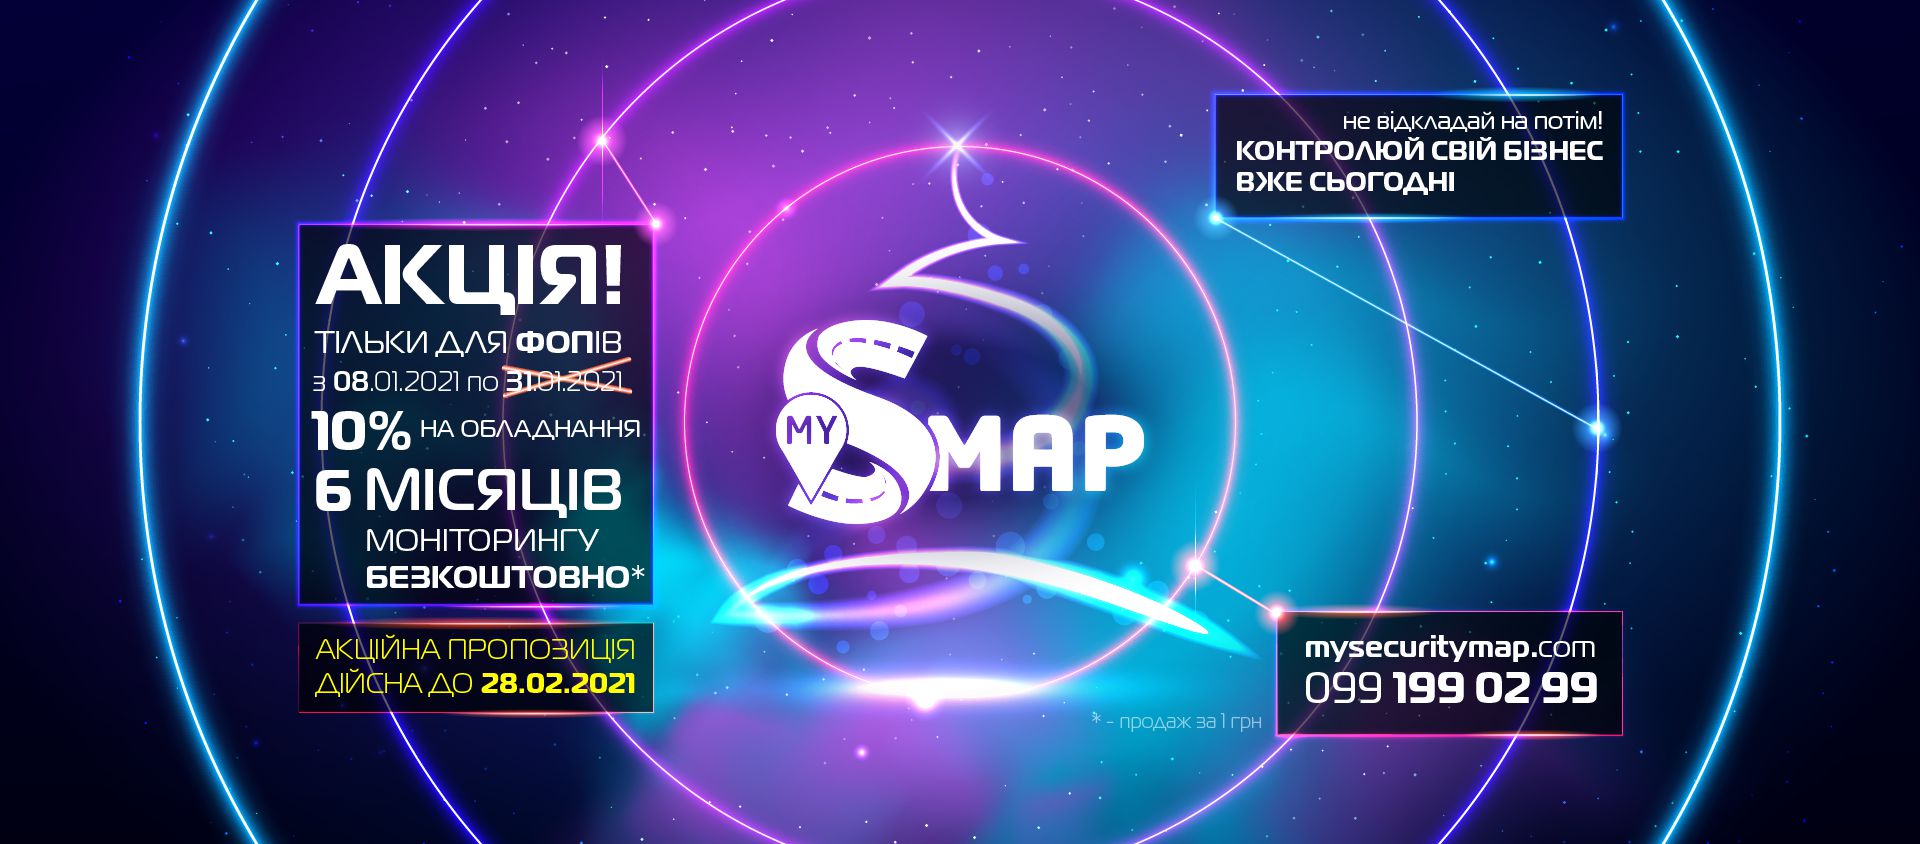 АКЦІЯ!
ТІЛЬКИ ДЛЯ ФОПІВ
з 08.01.2021 по 31.01.2021
10% НА ОБЛАДНАННЯ
6 МІСЯЦІВ
МОНІТОРИНГУ
БЕЗКОШТОВНО*
АКЦІЙНА ПРОПОЗИЦІЯ
ДІЙСНА ДО 28.02.2021
MY SMAP
не відкладай на потім!
КОНТРОЛЮЙ СВІЙ БІЗНЕС
ВЖЕ СЬОГОДНІ
mysecuritymap.com
099 199 02 99
* - продаж за 1 грн